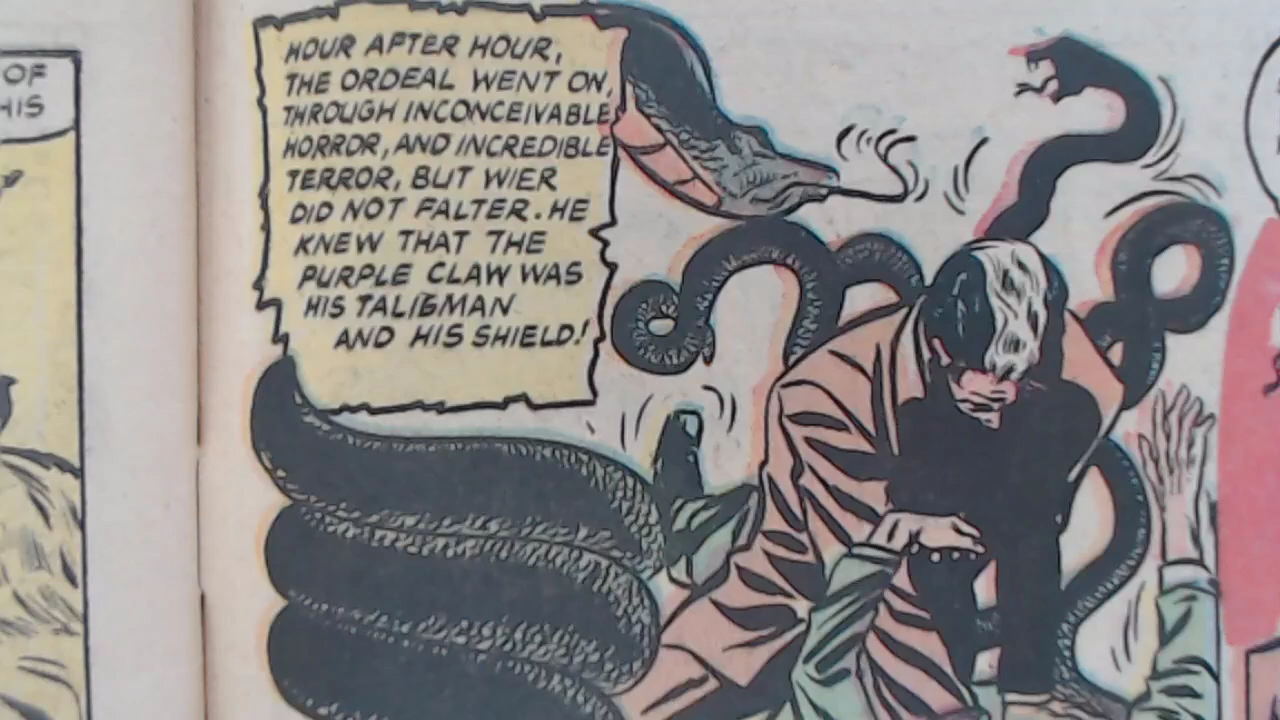 OF
HIS
HOUR AFTER HOUR,
THE ORDEAL WENT ON,
THROUGH INCONCEIVABLE
HORROR, AND INCREDIBLE
TERROR, BUT WIER
DID NOT FALTER. HE
KNEW THAT THE
PURPLE CLAW WAS
HIS TALISMAN
AND HIS SHIELD!